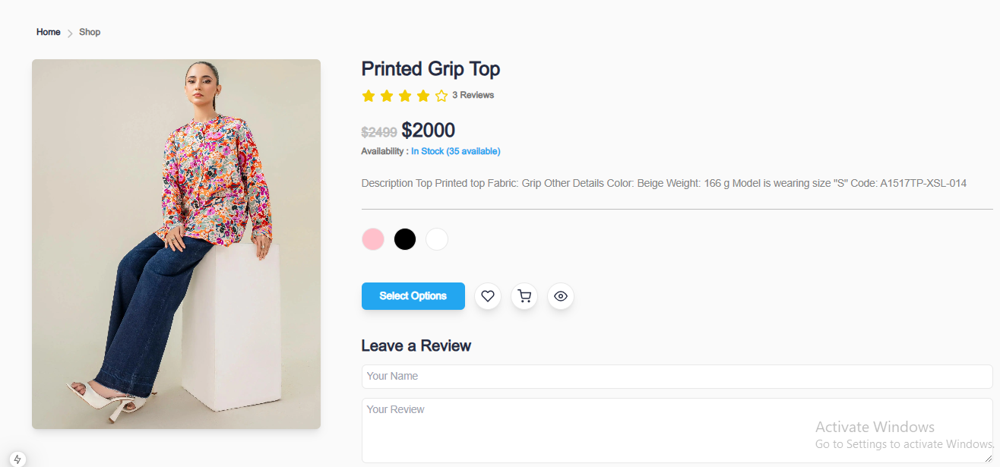 Home
Shop
Printed Grip Top
3 Reviews
$2499 $2000
Availability : In Stock (35 available)
Description Top Printed top Fabric: Grip Other Details Color: Beige Weight: 166 g Model is wearing size "S" Code: A1517TP-XSL-014
Select Options
Leave a Review
Your Name
Your Review
Activate Windows
Go to Settings to activate Windows.